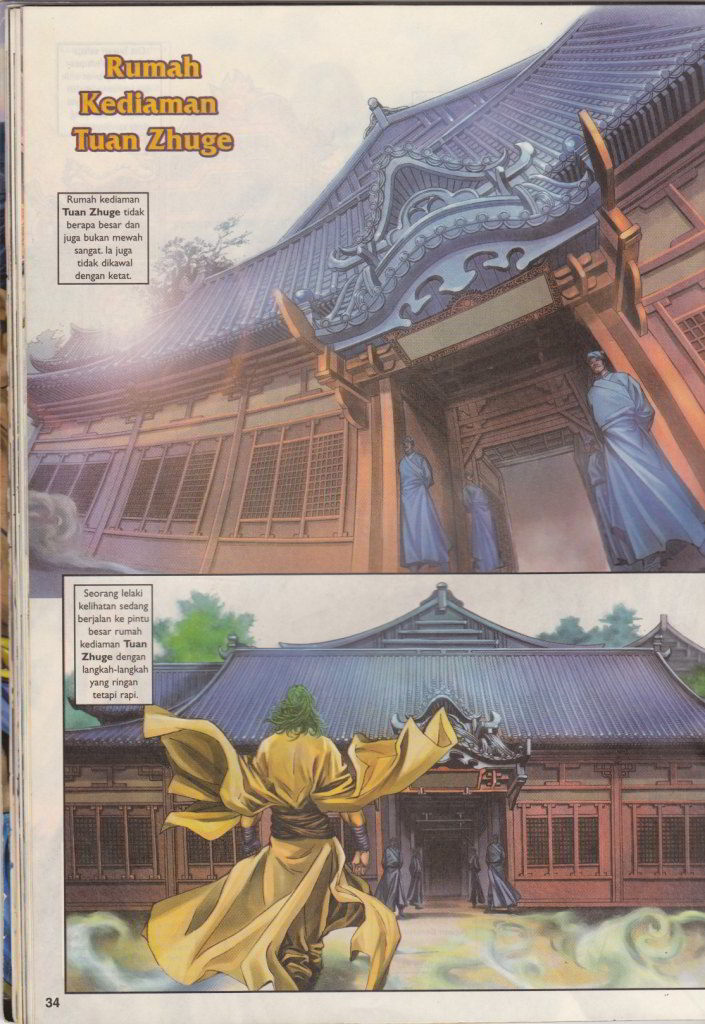 Rumah
Kediaman
Tuan Zhuge
Rumah kediaman
Tuan Zhuge tidak
berapa besar dan
juga bukan mewah
sangat. Ia juga
tidak dikawal
dengan ketat.
Seorang lelaki
kelihatan sedang
berjalan ke pintu
besar rumah
kediaman Tuan
Zhuge dengan
langkah-langkah
yang ringan
tetapi rapi.
34